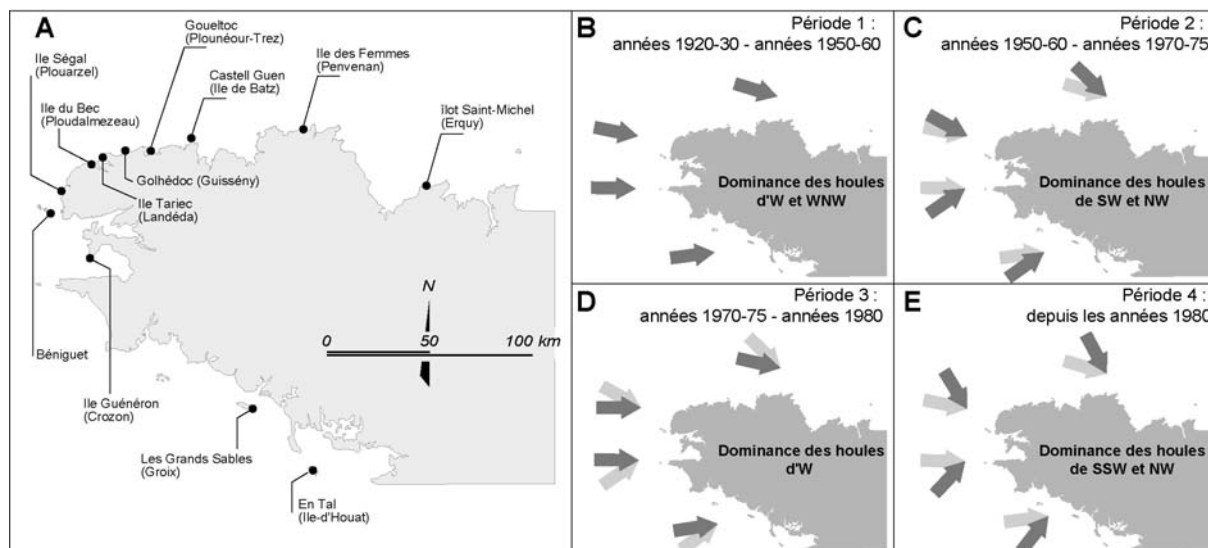 A
Goueltoc
(Plounéour-Trez)
Ile des Femmes
(Penvenan)
Ile Ségal
(Plouarzel)
Castell Guen
(Ile de Batz)
Ile du Bec
(Ploudalmezeau)
îlot Saint-Michel
(Erquy)
Golhédoc (Guissény)
Ile Tariec
(Landéda)
N
0 50 100 km
Béniguet
Ile Guénéron
(Crozon)
Les Grands Sables
(Groix)
En Tal
(Ile-d'Houat)
B
Période 1 :
années 1920-30 - années 1950-60
Dominance des houles
d'W et WNW
C
Période 2 :
années 1950-60 - années 1970-75
Dominance des houles
de SW et NW
D
Période 3 :
années 1970-75 - années 1980
Dominance des houles
d'W
E
Période 4 :
depuis les années 1980
Dominance des houles
de SSW et NW